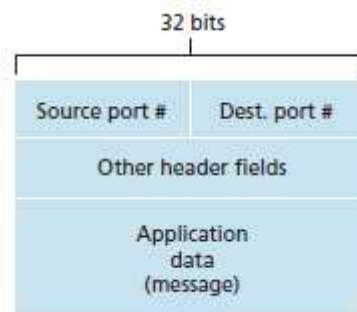 32 bits
Source port # Dest. port #
Other header fields
Application
data
(message)